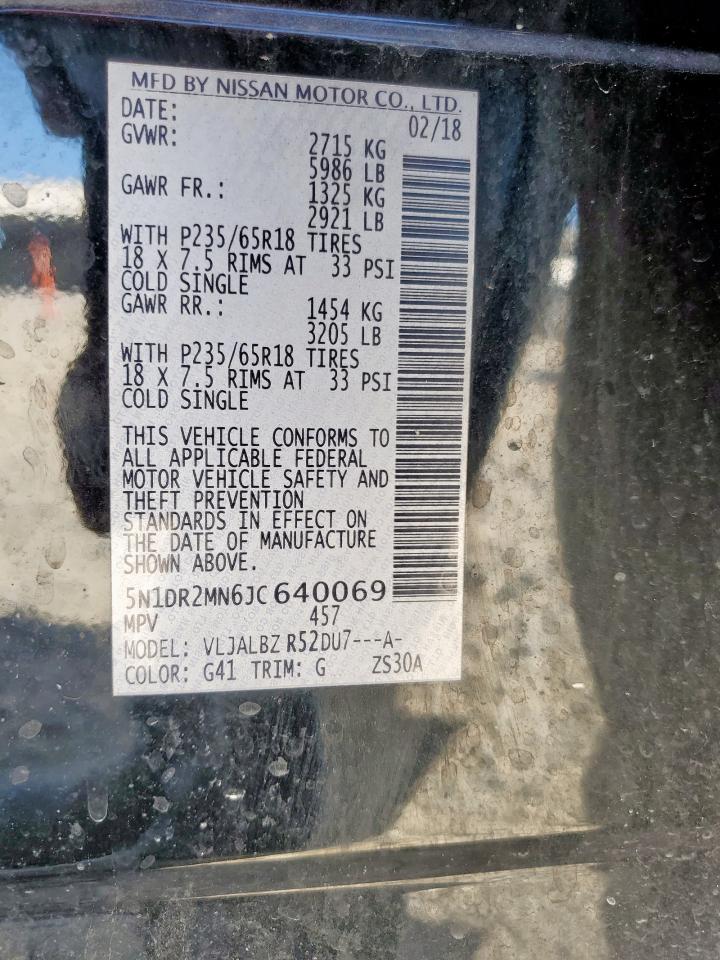 MFD BY NISSAN MOTOR CO., LTD.
DATE: 02/18
GVWR: 2715 KG
5986 LB
GAWR FR.: 1325 KG
2921 LB
WITH P235/65R18 TIRES
18 X 7.5 RIMS AT 33 PSI
COLD SINGLE
GAWR RR.: 1454 KG
3205 LB
WITH P235/65R18 TIRES
18 X 7.5 RIMS AT 33 PSI
COLD SINGLE
THIS VEHICLE CONFORMS TO
ALL APPLICABLE FEDERAL
MOTOR VEHICLE SAFETY AND
THEFT PREVENTION
STANDARDS IN EFFECT ON
THE DATE OF MANUFACTURE
SHOWN ABOVE.
5N1DR2MN6JC640069
MPV 457
MODEL: VLJALBZ R52DU7---A-
COLOR: G41 TRIM: G ZS30A